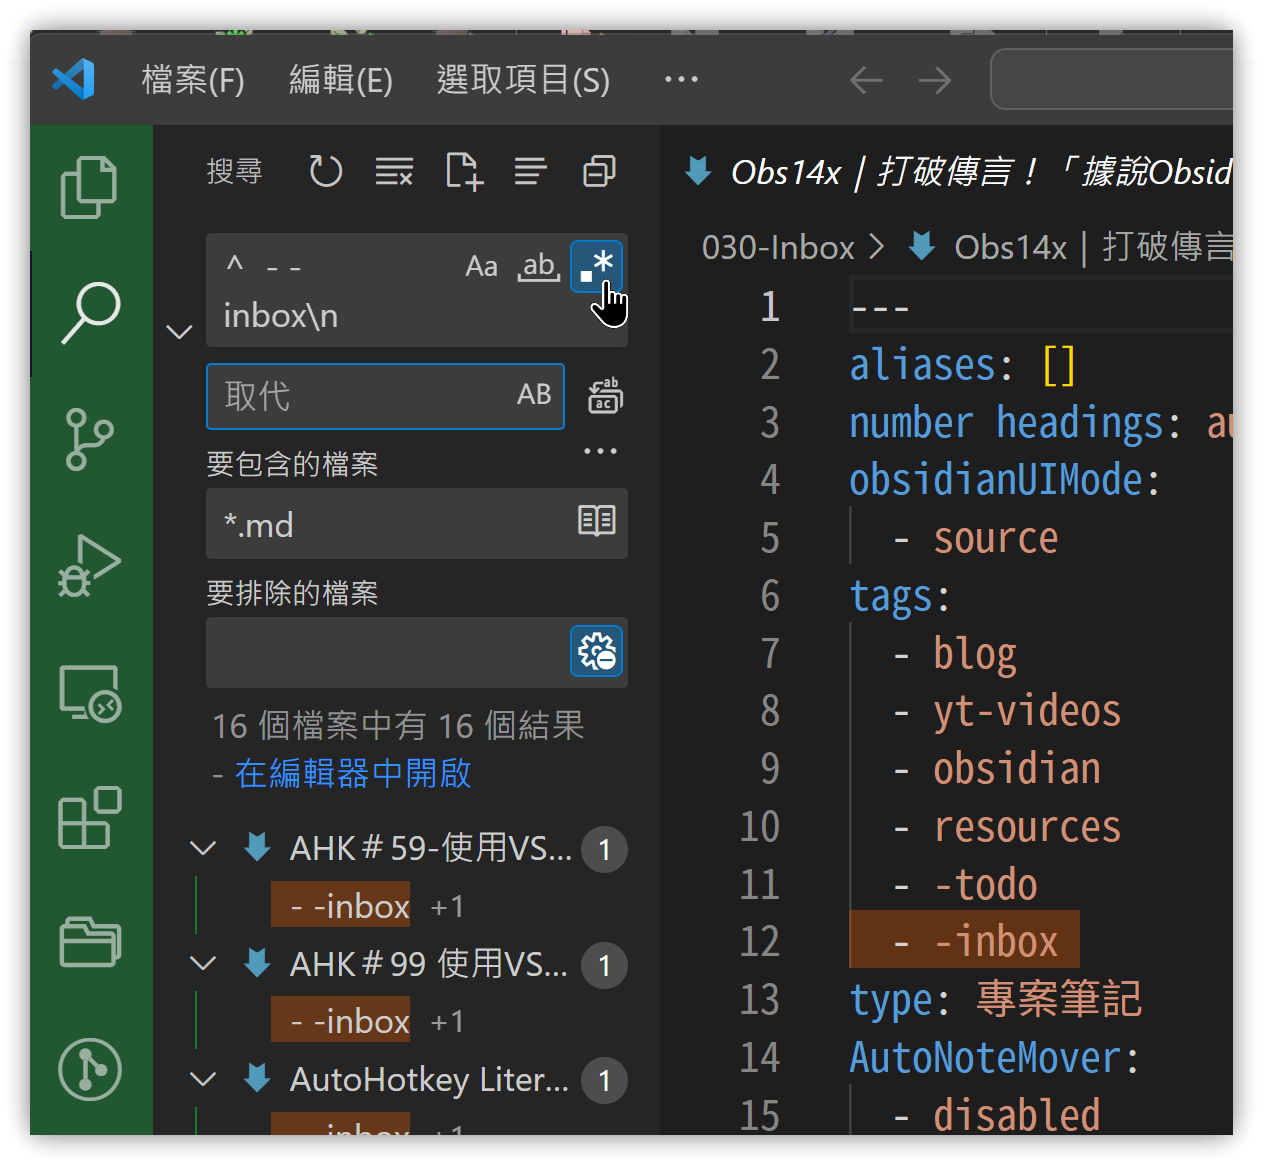 檔案(F) 編輯(E) 選取項目(S) ...
搜尋
^  - -
inbox\n
Aa ab .*
取代 AB
要包含的檔案 ...
*.md
要排除的檔案
16 個檔案中有 16 個結果
- 在編輯器中開啟
AHK＃59-使用VS... 1
- -inbox +1
AHK＃99 使用VS... 1
- -inbox +1
AutoHotkey Liter... 1
- -inbox +1
Obs14x | 打破傳言！「據說Obsid
030-Inbox > Obs14x | 打破傳言
1 ---
2 aliases: []
3 number headings: au
4 obsidianUIMode:
5 - source
6 tags:
7 - blog
8 - yt-videos
9 - obsidian
10 - resources
11 - -todo
12 - -inbox
13 type: 專案筆記
14 AutoNoteMover:
15 - disabled